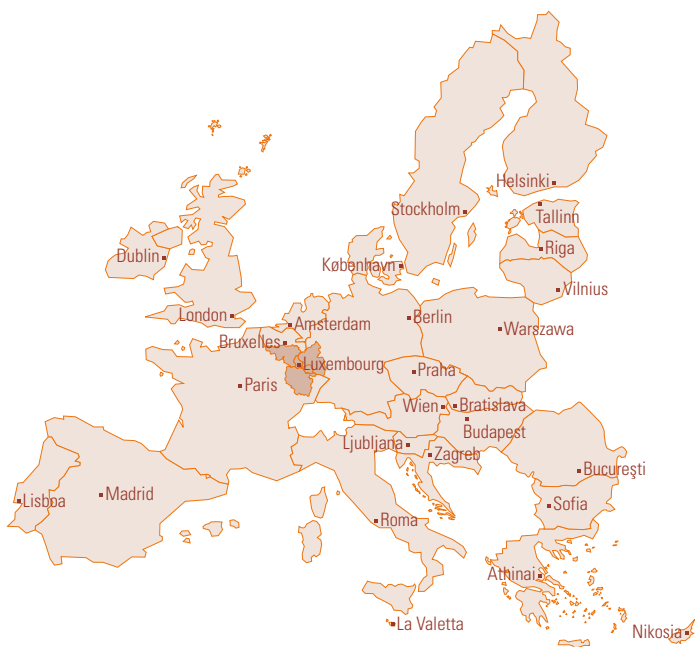 Helsinki
Stockholm
Tallinn
Riga
Dublin
København
Vilnius
London
Berlin
Amsterdam
Warszawa
Bruxelles
Luxembourg
Praha
Paris
Wien
Bratislava
Budapest
Ljubljana
Zagreb
Bucureşti
Madrid
Lisboa
Sofia
Roma
Athinai
La Valetta
Nikosia